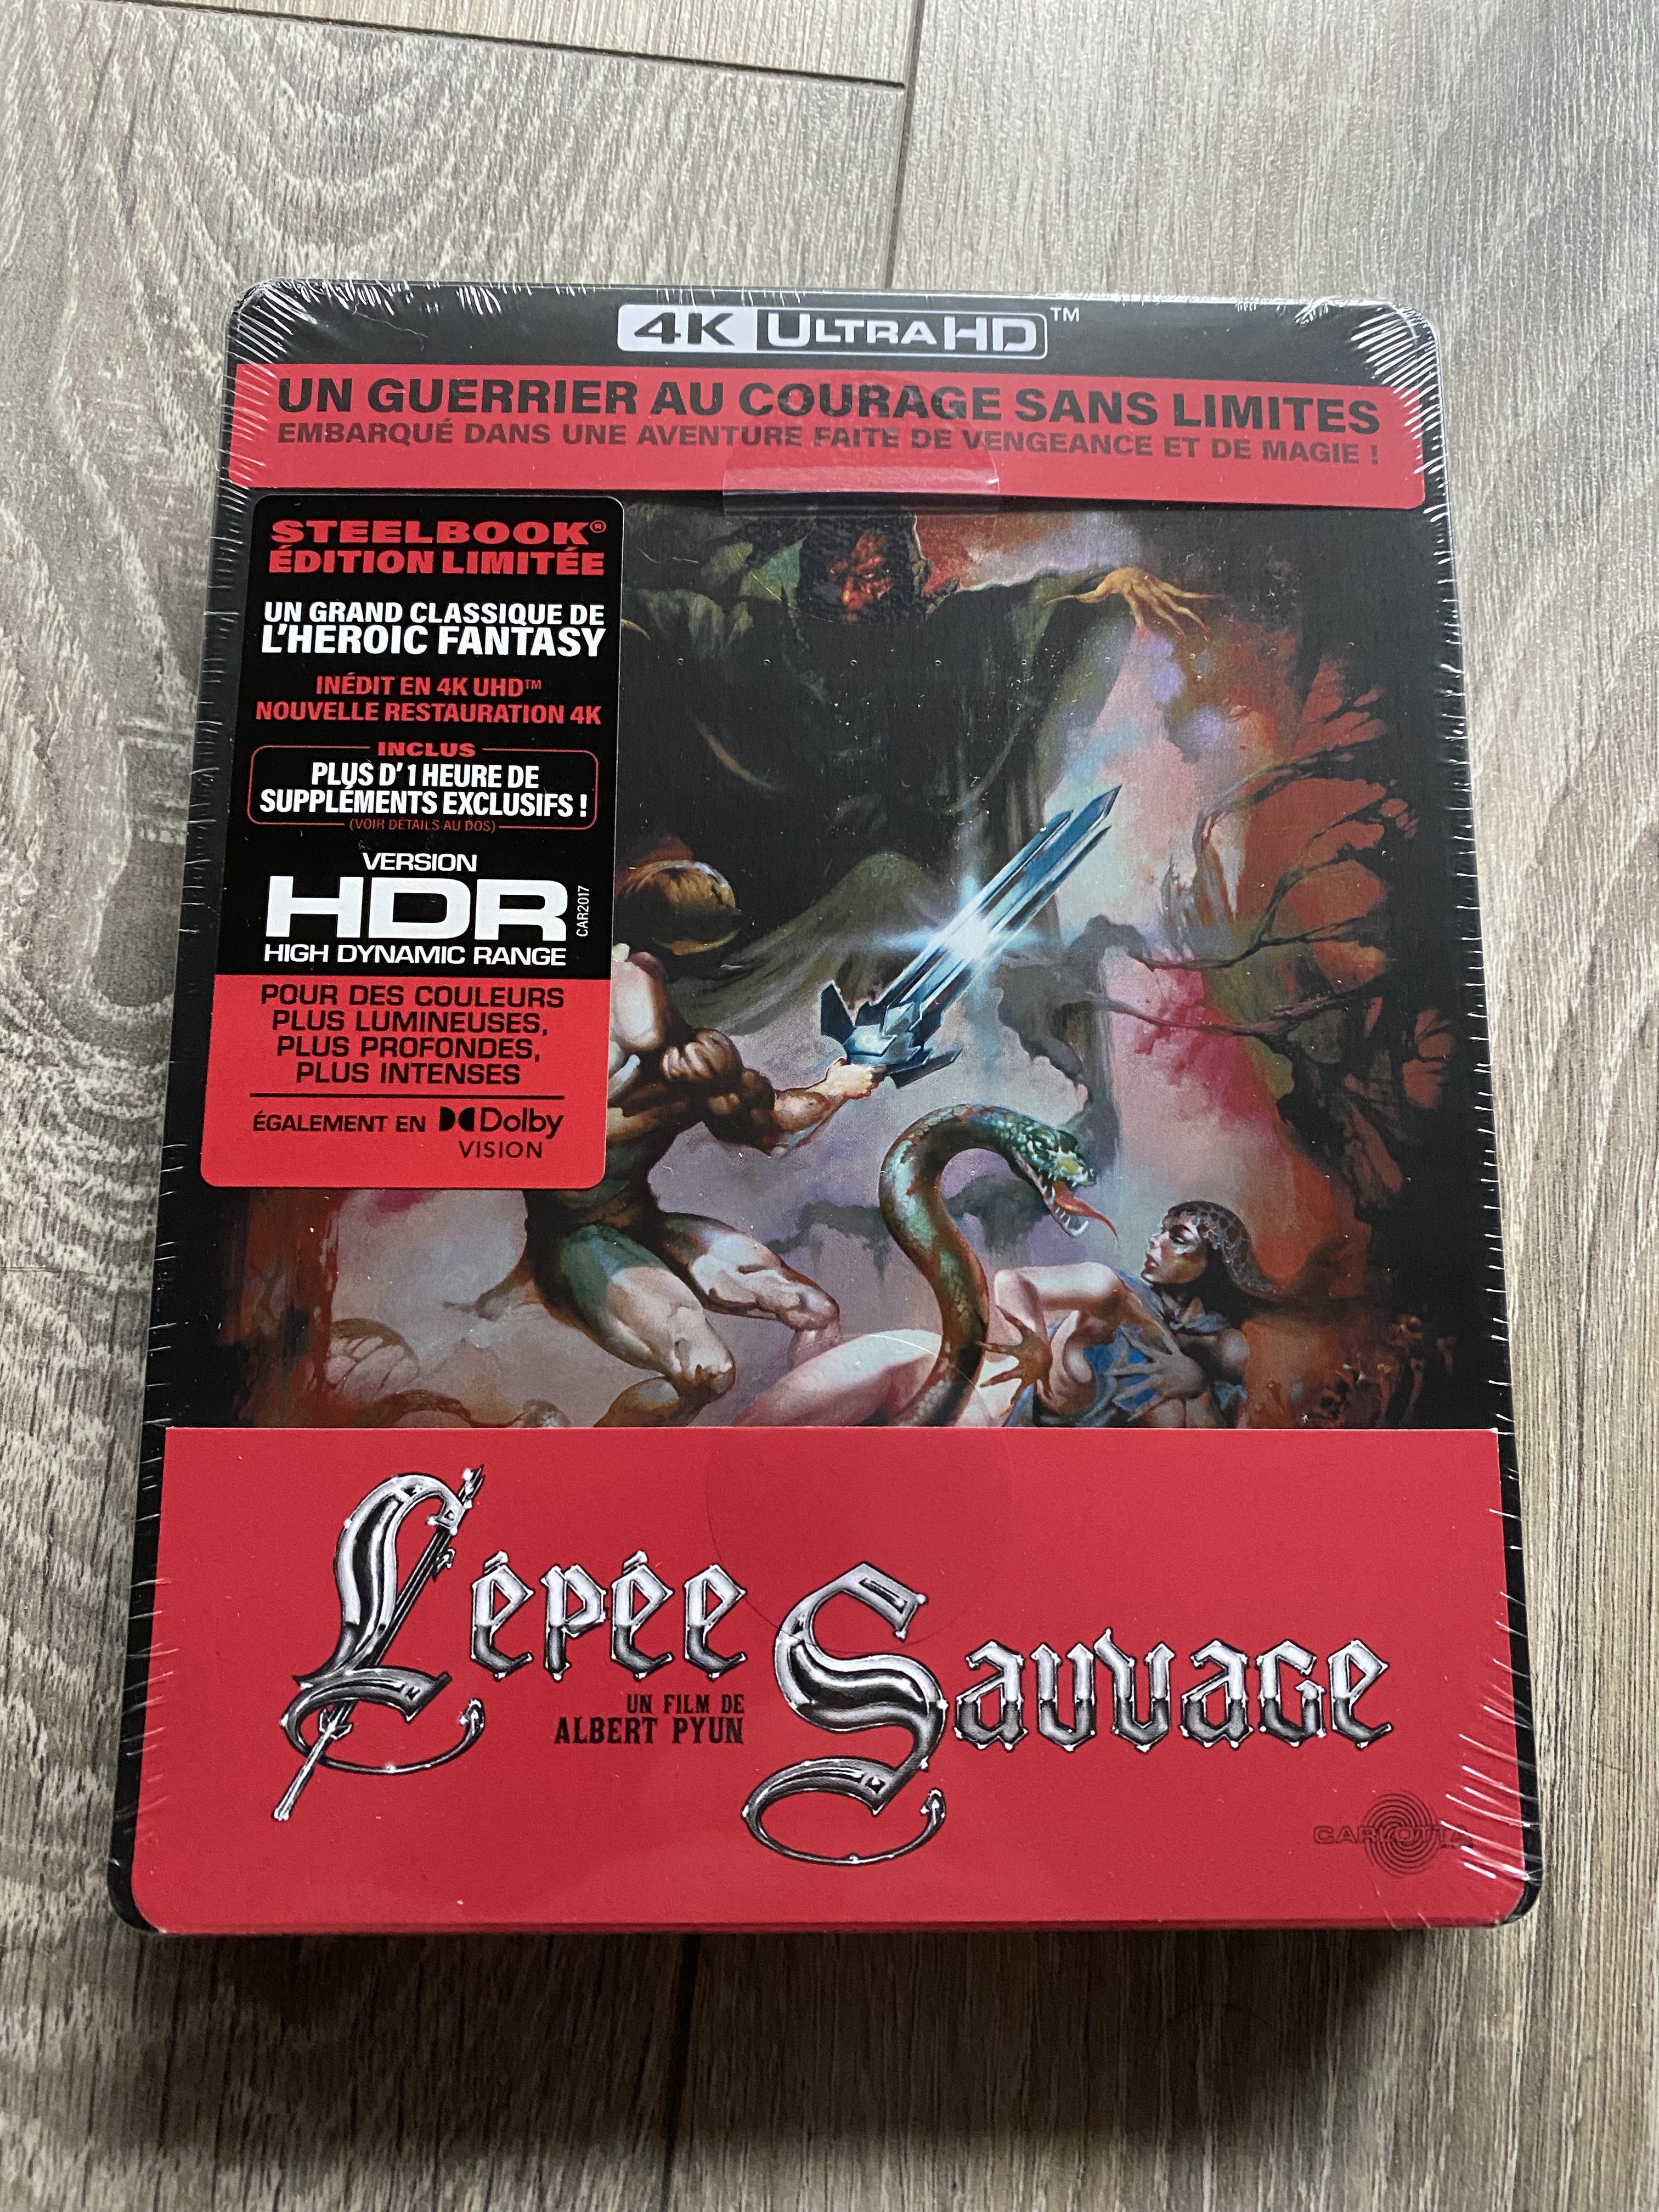 4K ULTRA HD™
UN GUERRIER AU COURAGE SANS LIMITES
EMBARQUÉ DANS UNE AVENTURE FAITE DE VENGEANCE ET DE MAGIE !
STEELBOOK®
ÉDITION LIMITÉE
UN GRAND CLASSIQUE DE
L'HEROIC FANTASY
INÉDIT EN 4K UHD™
NOUVELLE RESTAURATION 4K
INCLUS
PLUS D'1 HEURE DE
SUPPLÉMENTS EXCLUSIFS !
(VOIR DÉTAILS AU DOS)
VERSION
HDR
CAR2017
HIGH DYNAMIC RANGE
POUR DES COULEURS
PLUS LUMINEUSES,
PLUS PROFONDES,
PLUS INTENSES
ÉGALEMENT EN Dolby
VISION
L'épée Sauvage
UN FILM DE
ALBERT PYUN
CARLOTTA